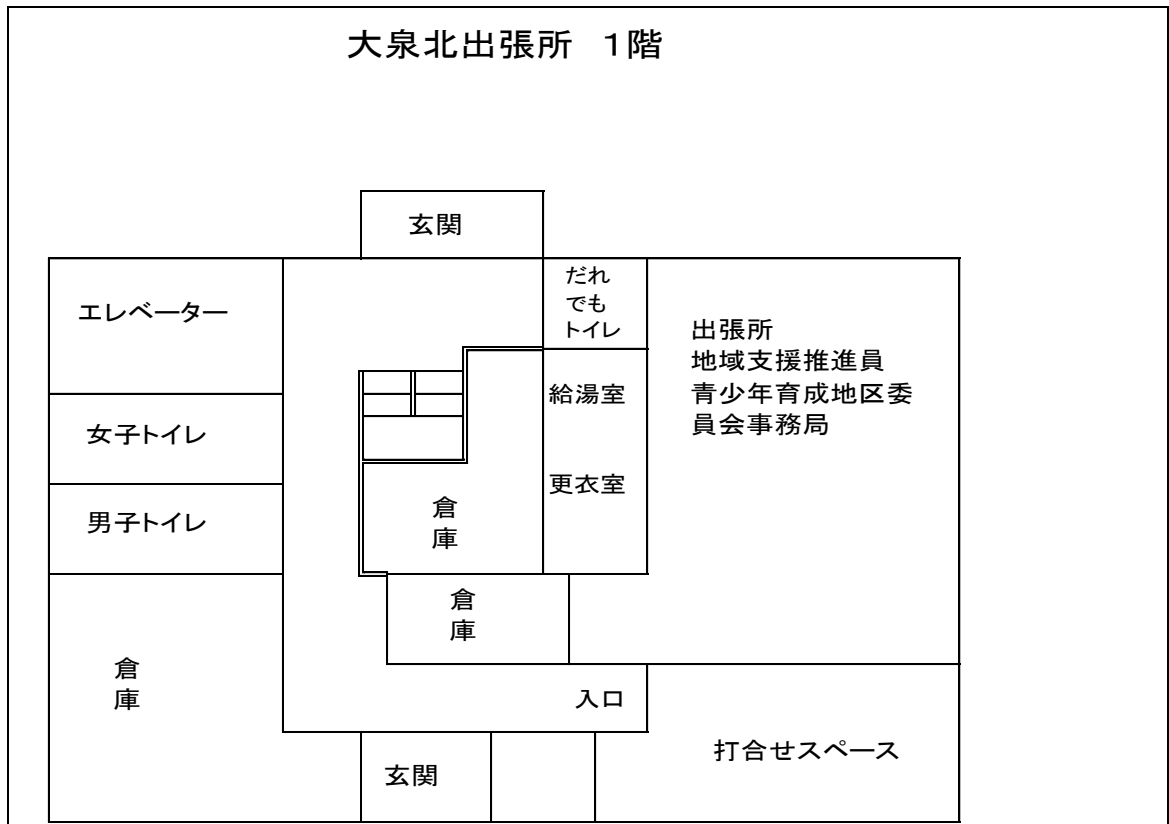 大泉北出張所 １階
玄関
エレベーター
だれ
でも
トイレ
出張所
地域支援推進員
青少年育成地区委
員会事務局
給湯室
女子トイレ
更衣室
男子トイレ
倉
庫
倉
庫
倉
庫
入口
打合せスペース
玄関